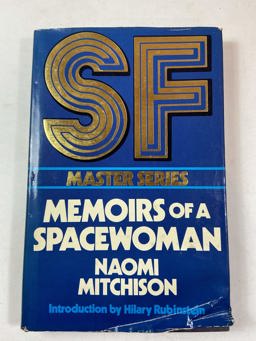 SF
MASTER SERIES
MEMOIRS OF A
SPACEWOMAN
NAOMI
MITCHISON
Introduction by Hilary Rubinstein